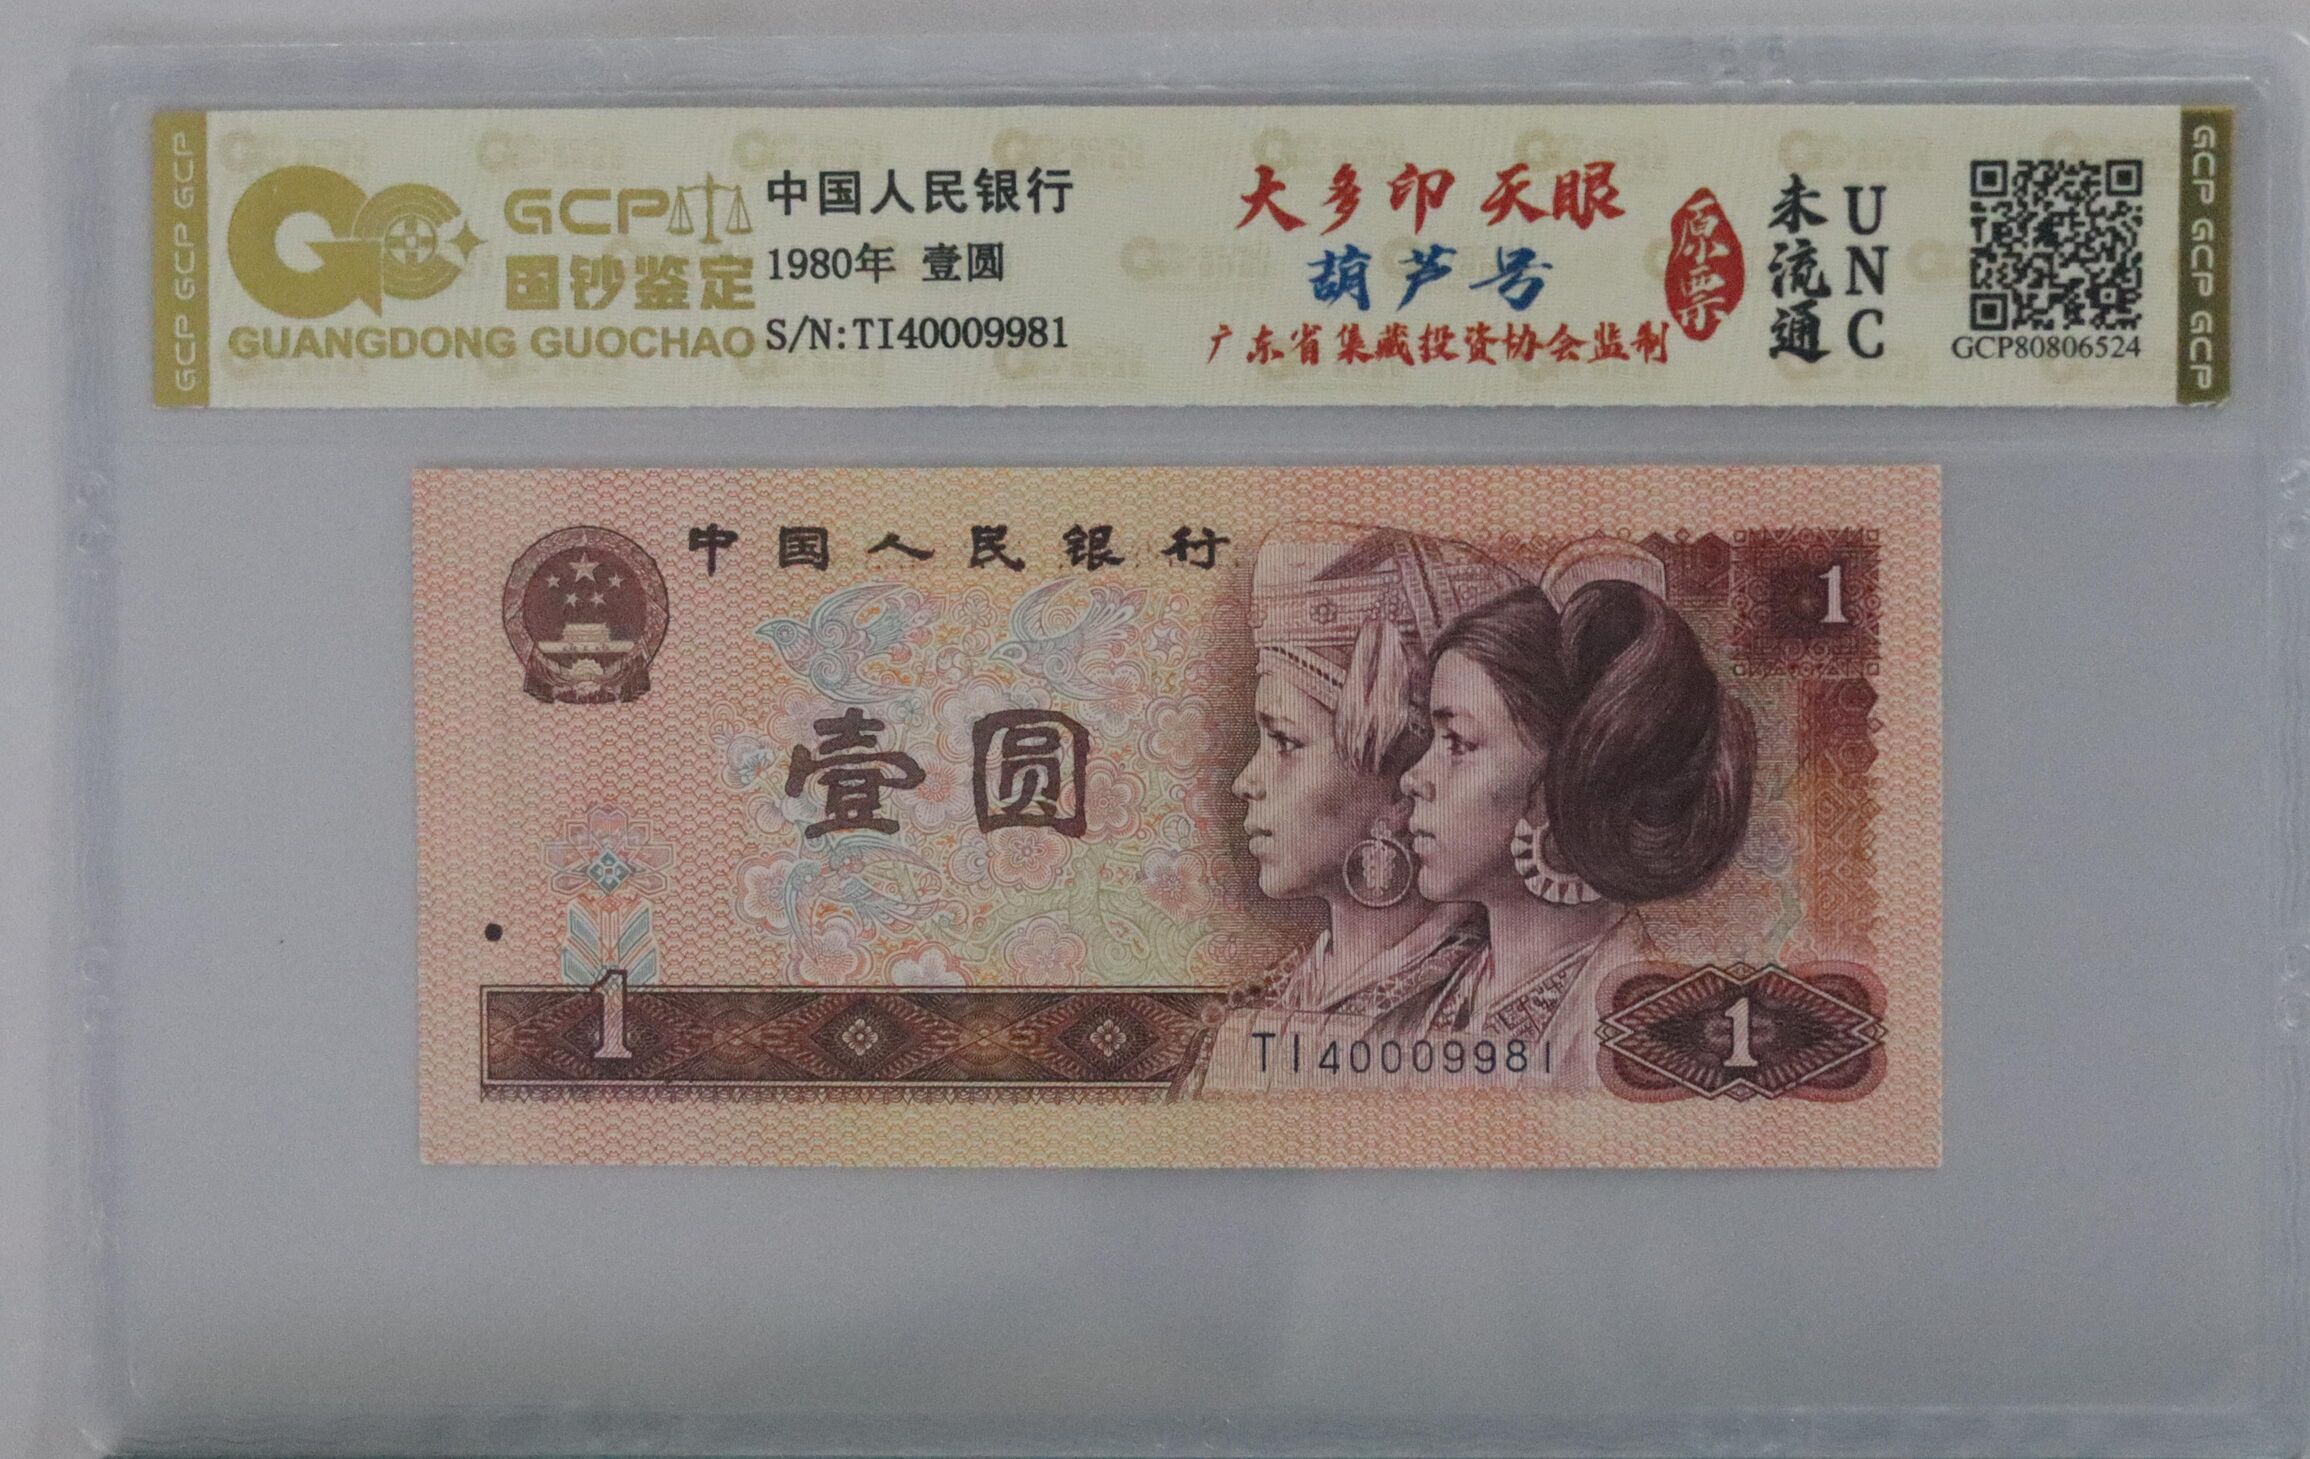 GCP GCP GCP
GCP
国钞鉴定
GUANGDONG GUOCHAO
中国人民银行
1980年 壹圆
S/N:TI40009981
大多印 天眼
葫芦号
广东省集藏投资协会监制
原票
未流通
UNC
GCP80806524
GCP GCP GCP
中国人民银行
1
壹圆
1
TI40009981
1